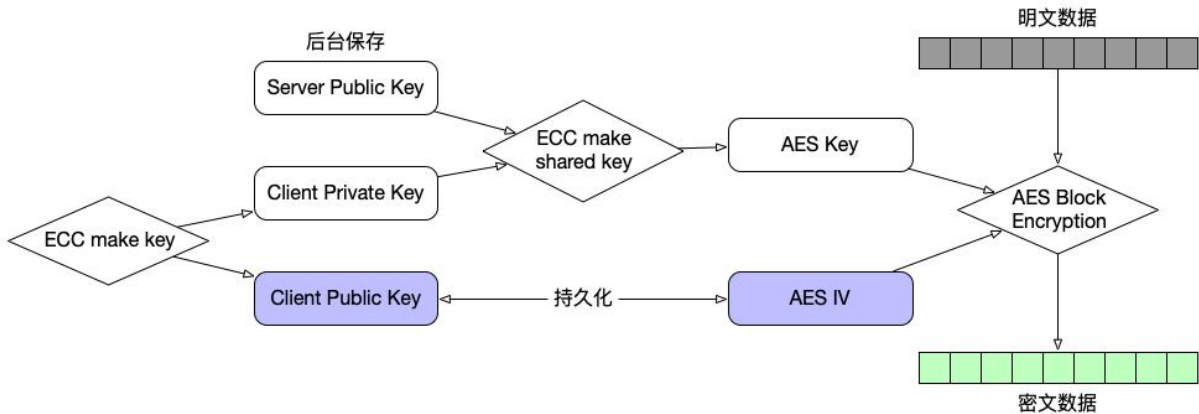 明文数据
后台保存
Server Public Key
ECC make
shared key
AES Key
Client Private Key
AES Block
Encryption
ECC make key
Client Public Key
持久化
AES IV
密文数据